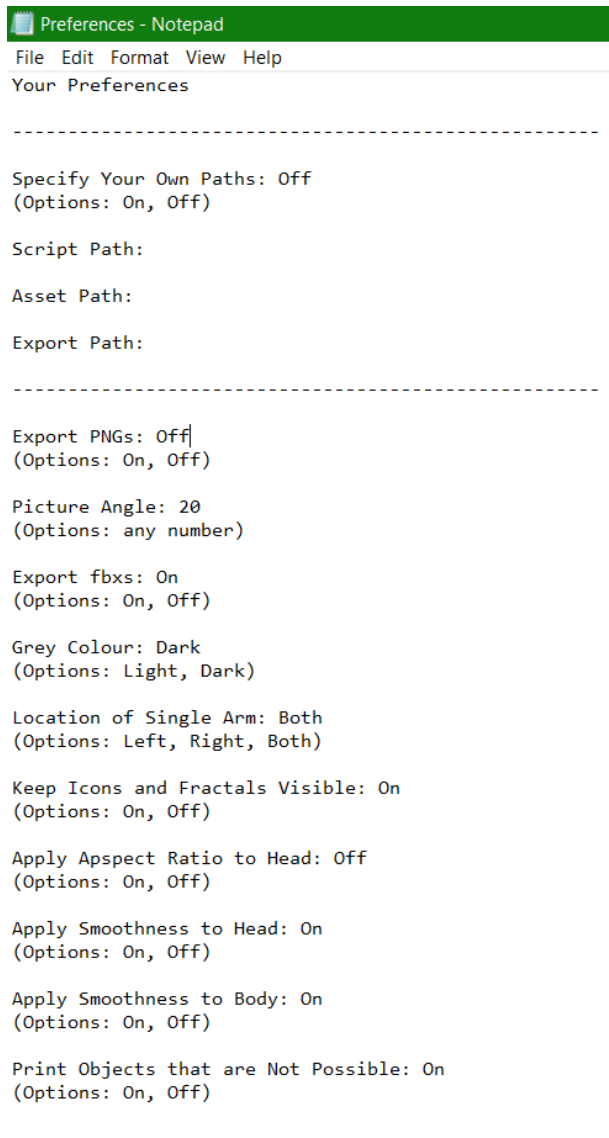 Preferences - Notepad
File Edit Format View Help
Your Preferences
-----------------------------------------------------
Specify Your Own Paths: Off
(Options: On, Off)
Script Path:
Asset Path:
Export Path:
-----------------------------------------------------
Export PNGs: Off
(Options: On, Off)
Picture Angle: 20
(Options: any number)
Export fbxs: On
(Options: On, Off)
Grey Colour: Dark
(Options: Light, Dark)
Location of Single Arm: Both
(Options: Left, Right, Both)
Keep Icons and Fractals Visible: On
(Options: On, Off)
Apply Apspect Ratio to Head: Off
(Options: On, Off)
Apply Smoothness to Head: On
(Options: On, Off)
Apply Smoothness to Body: On
(Options: On, Off)
Print Objects that are Not Possible: On
(Options: On, Off)